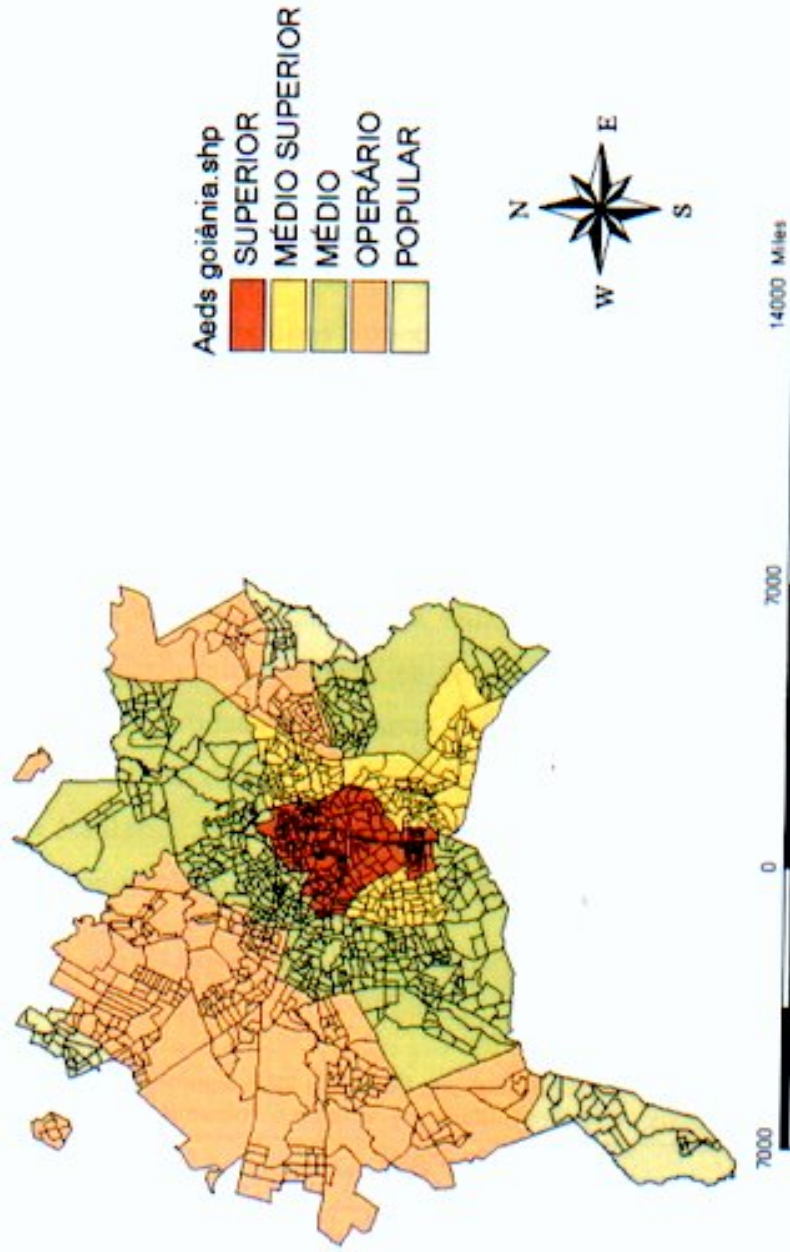 Aeds goiânia.shp
SUPERIOR
MÉDIO SUPERIOR
MÉDIO
OPERÁRIO
POPULAR
N
W
E
S
7000
0
7000
14000 Miles